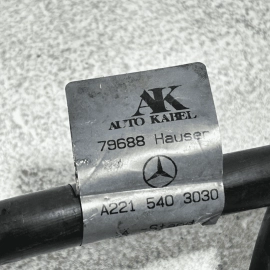 AK
AUTO KABEL
79688 Hausen
A221 540 3030